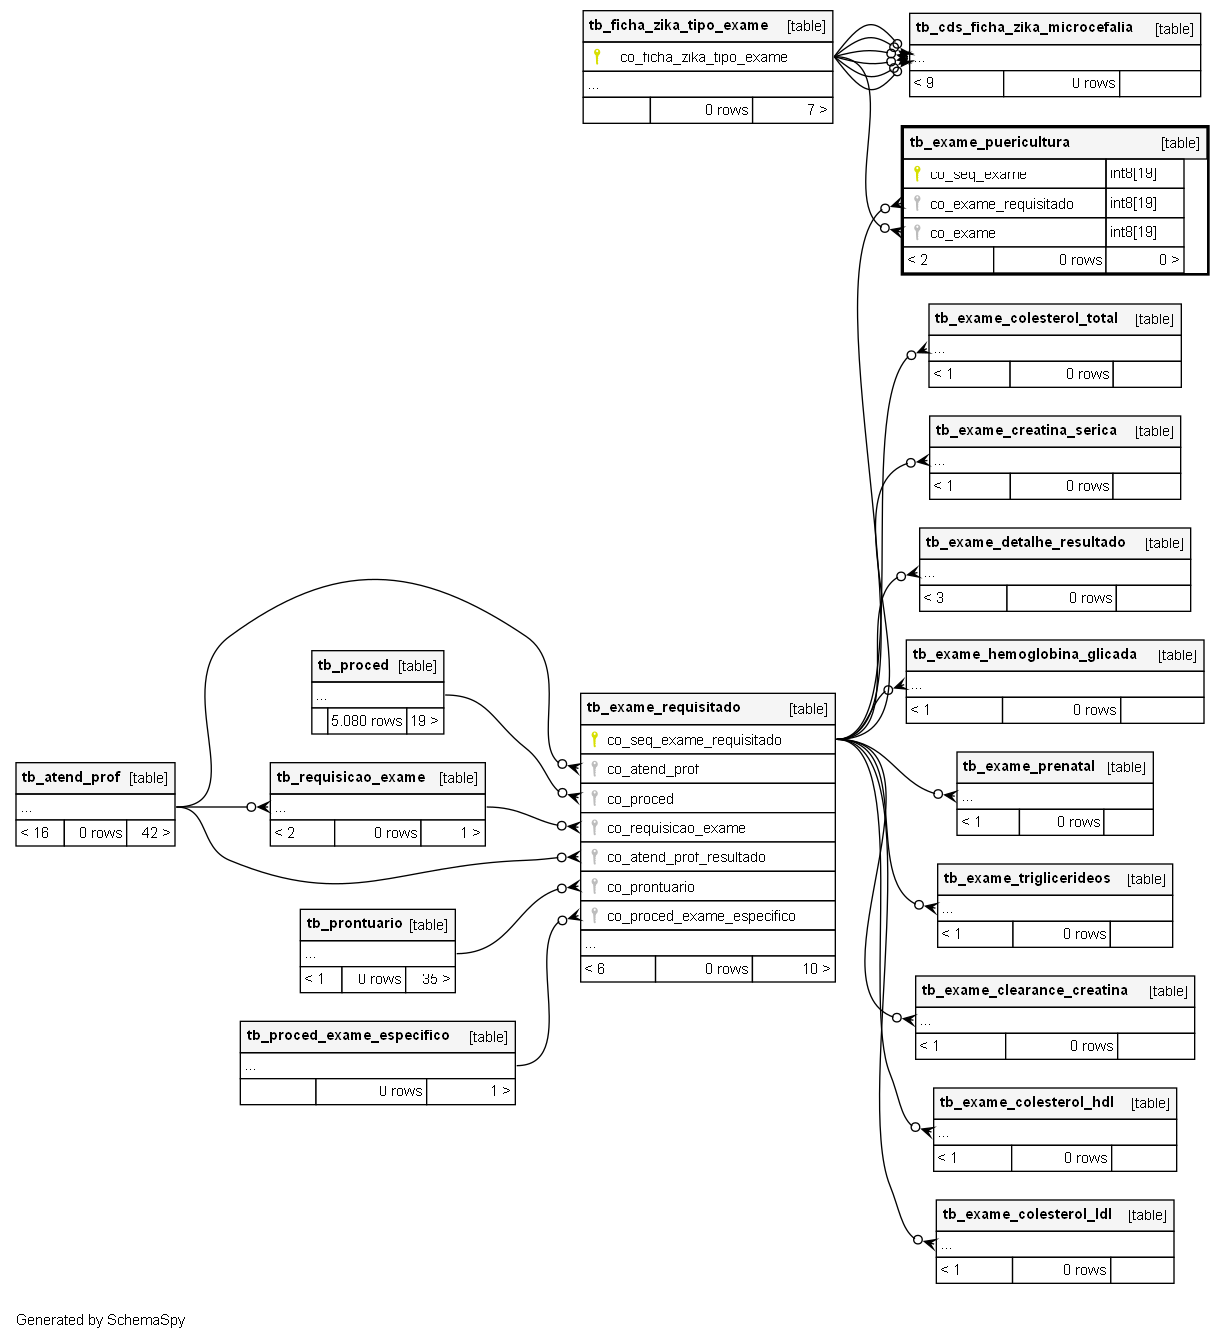 tb_ficha_zika_tipo_exame [table]
co_ficha_zika_tipo_exame
...
0 rows 7 >
tb_cds_ficha_zika_microcefalia [table]
...
< 9 0 rows
tb_exame_puericultura [table]
co_seq_exame int8[19]
co_exame_requisitado int8[19]
co_exame int8[19]
< 2 0 rows 0 >
tb_exame_colesterol_total [table]
...
< 1 0 rows
tb_exame_creatina_serica [table]
...
< 1 0 rows
tb_exame_detalhe_resultado [table]
...
< 3 0 rows
tb_exame_hemoglobina_glicada [table]
...
< 1 0 rows
tb_proced [table]
...
5.080 rows 19 >
tb_atend_prof [table]
...
< 16 0 rows 42 >
tb_requisicao_exame [table]
...
< 2 0 rows 1 >
tb_prontuario [table]
...
< 1 0 rows 35 >
tb_proced_exame_especifico [table]
...
0 rows 1 >
tb_exame_requisitado [table]
co_seq_exame_requisitado
co_atend_prof
co_proced
co_requisicao_exame
co_atend_prof_resultado
co_prontuario
co_proced_exame_especifico
...
< 6 0 rows 10 >
tb_exame_prenatal [table]
...
< 1 0 rows
tb_exame_triglicerideos [table]
...
< 1 0 rows
tb_exame_clearance_creatina [table]
...
< 1 0 rows
tb_exame_colesterol_hdl [table]
...
< 1 0 rows
tb_exame_colesterol_ldl [table]
...
< 1 0 rows
Generated by SchemaSpy